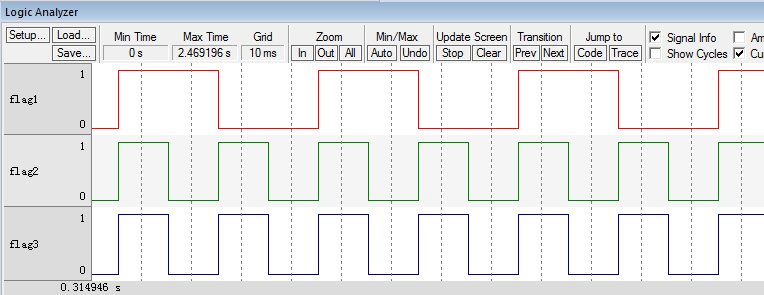 Logic Analyzer
Setup... Load... Min Time Max Time Grid Zoom Min/Max Update Screen Transition Jump to Signal Info Am
Save... 0 s 2.469196 s 10 ms In Out All Auto Undo Stop Clear Prev Next Code Trace Show Cycles Cu
1
flag1
0
1
flag2
0
1
flag3
0
0.314946 s